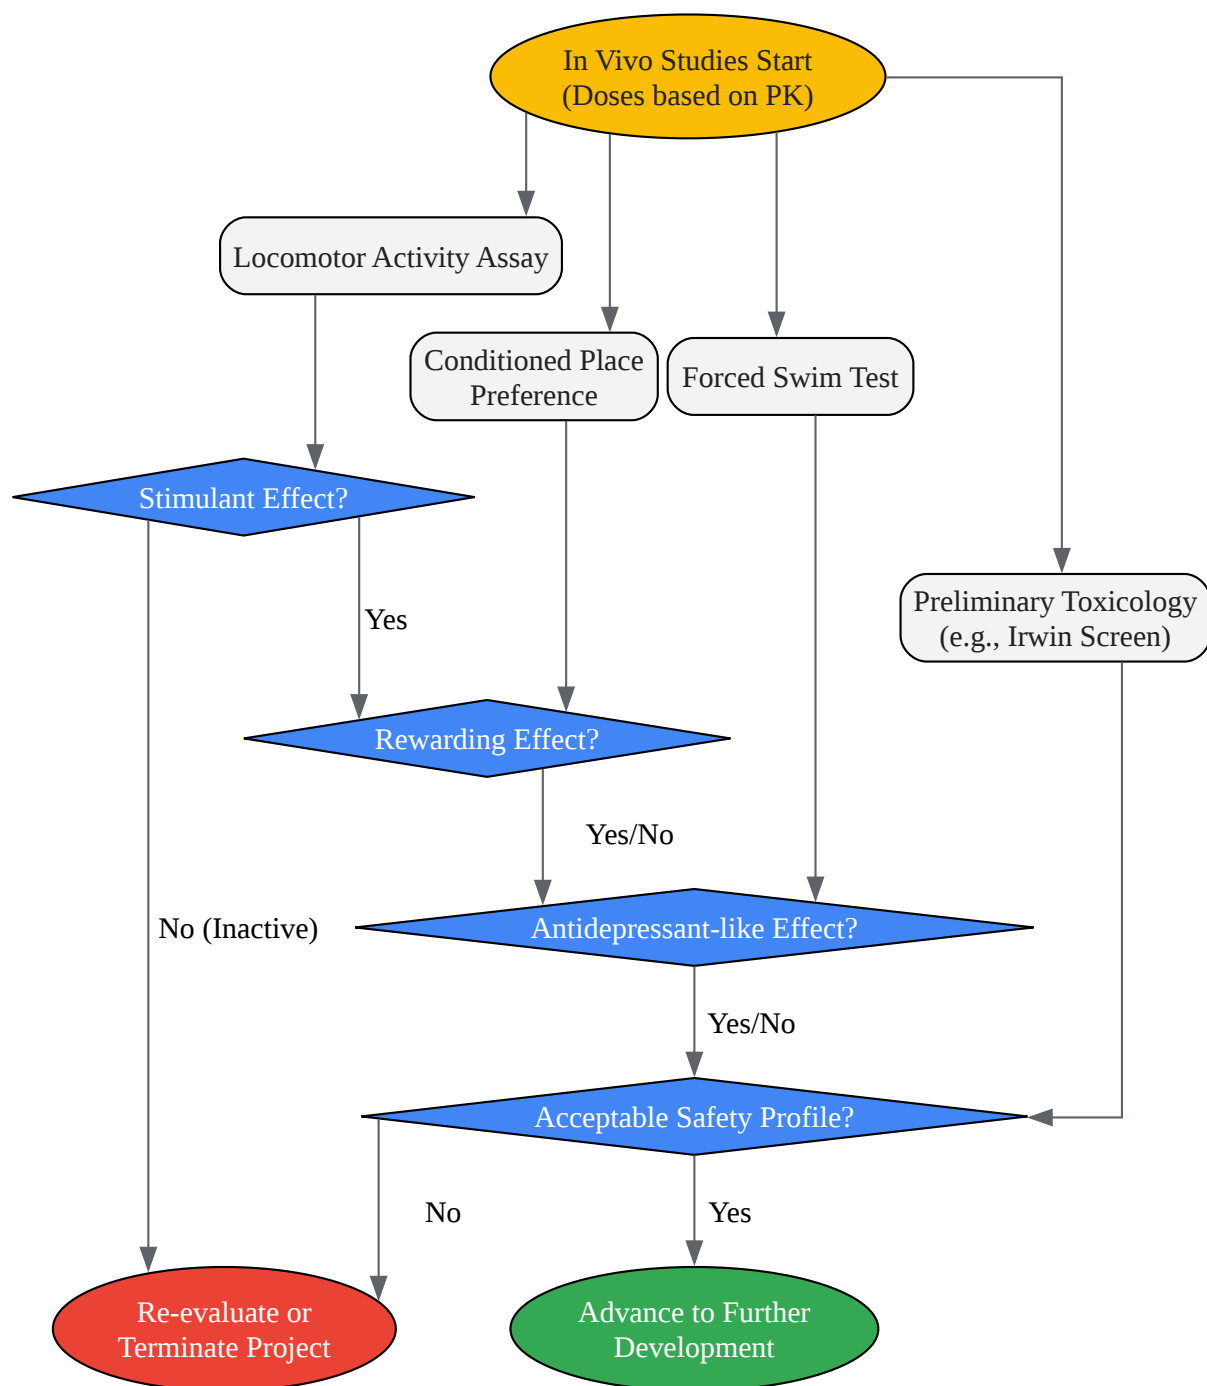 In Vivo Studies Start
(Doses based on PK)
Locomotor Activity Assay
Conditioned Place
Preference
Forced Swim Test
Stimulant Effect?
Preliminary Toxicology
(e.g., Irwin Screen)
Yes
Rewarding Effect?
Yes/No
No (Inactive)
Antidepressant-like Effect?
Yes/No
Acceptable Safety Profile?
No
Yes
Re-evaluate or
Terminate Project
Advance to Further
Development